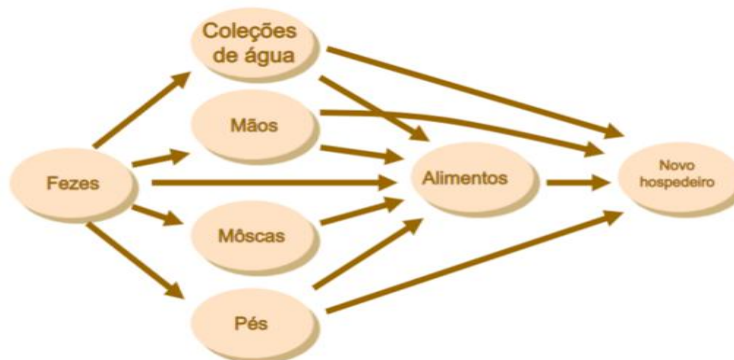 Coleções
de água
Mãos
Fezes
Alimentos
Novo
hospedeiro
Môscas
Pés